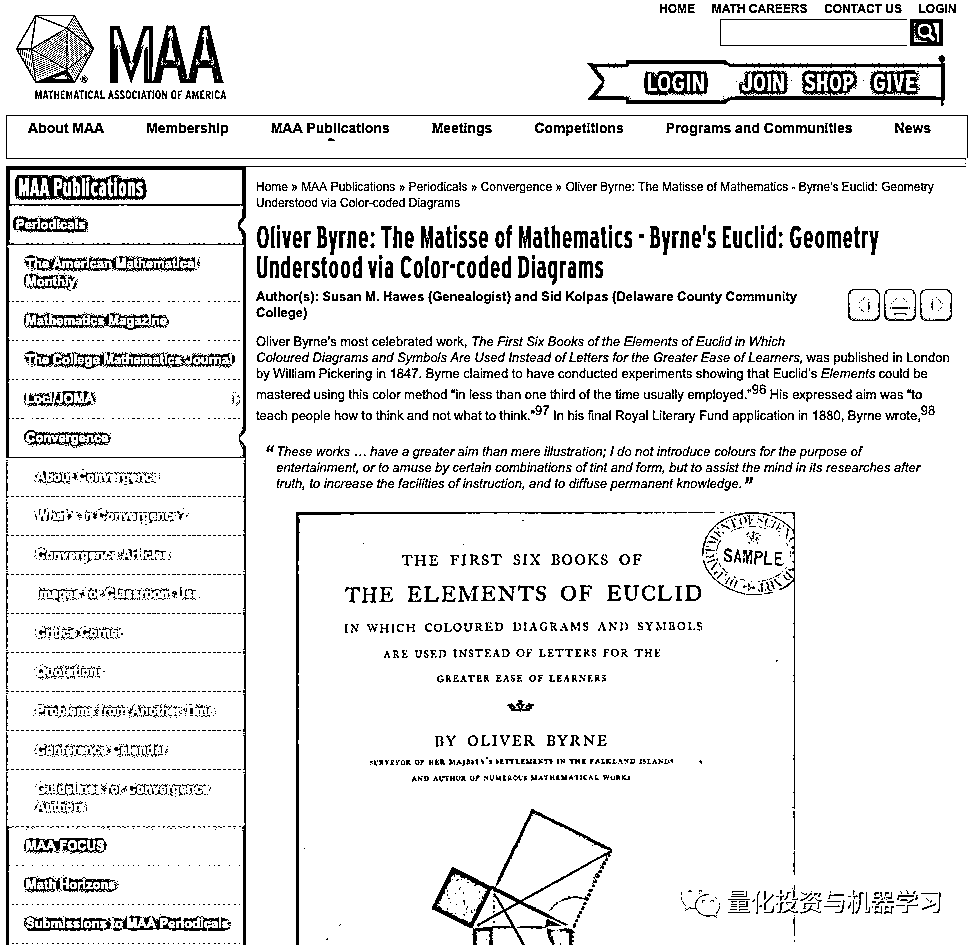 HOME MATH CAREERS CONTACT US LOGIN
MAA
MATHEMATICAL ASSOCIATION OF AMERICA
LOGIN JOIN SHOP GIVE
About MAA Membership MAA Publications Meetings Competitions Programs and Communities News
MAA Publications
Periodicals
The American Mathematical
Monthly
Mathematics Magazine
The College Mathematics Journal
Loci/JOMA
Convergence
About Convergence
What's in Convergence?
Convergence Articles
Images for Classroom Use
Critics Corner
Quotations
Problems from Another Time
Conference Calendar
Guidelines for Convergence
Authors
MAA FOCUS
Math Horizons
Submissions to MAA Periodicals
Home » MAA Publications » Periodicals » Convergence » Oliver Byrne: The Matisse of Mathematics - Byrne's Euclid: Geometry
Understood via Color-coded Diagrams
Oliver Byrne: The Matisse of Mathematics - Byrne's Euclid: Geometry
Understood via Color-coded Diagrams
Author(s): Susan M. Hawes (Genealogist) and Sid Kolpas (Delaware County Community
College)
Oliver Byrne's most celebrated work, The First Six Books of the Elements of Euclid in Which
Coloured Diagrams and Symbols Are Used Instead of Letters for the Greater Ease of Learners, was published in London
by William Pickering in 1847. Byrne claimed to have conducted experiments showing that Euclid's Elements could be
mastered using this color method "in less than one third of the time usually employed."96 His expressed aim was "to
teach people how to think and not what to think."97 In his final Royal Literary Fund application in 1880, Byrne wrote,98
“ These works … have a greater aim than mere illustration; I do not introduce colours for the purpose of
entertainment, or to amuse by certain combinations of tint and form, but to assist the mind in its researches after
truth, to increase the facilities of instruction, and to diffuse permanent knowledge. ”
SAMPLE
THE FIRST SIX BOOKS OF
THE ELEMENTS OF EUCLID
IN WHICH COLOURED DIAGRAMS AND SYMBOLS
ARE USED INSTEAD OF LETTERS FOR THE
GREATER EASE OF LEARNERS
BY OLIVER BYRNE
SURVEYOR OF HER MAJESTY'S SETTLEMENTS IN THE FALKLAND ISLANDS
AND AUTHOR OF NUMEROUS MATHEMATICAL WORKS
量化投资与机器学习